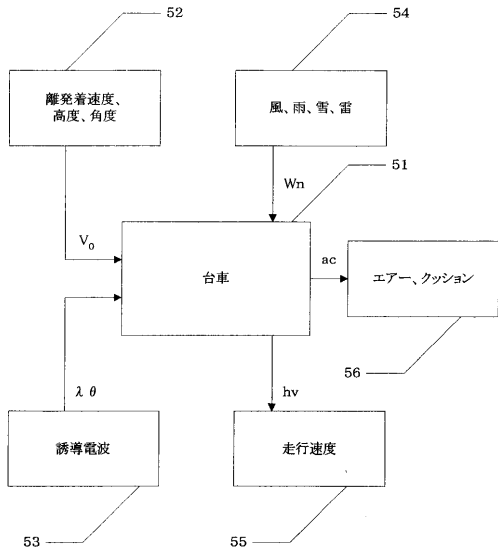 52
54
離発着速度、
高度、角度
風、雨、雪、雷
51
Wn
V₀
台車
ac
エアー、クッション
56
λ θ
hv
誘導電波
走行速度
53
55